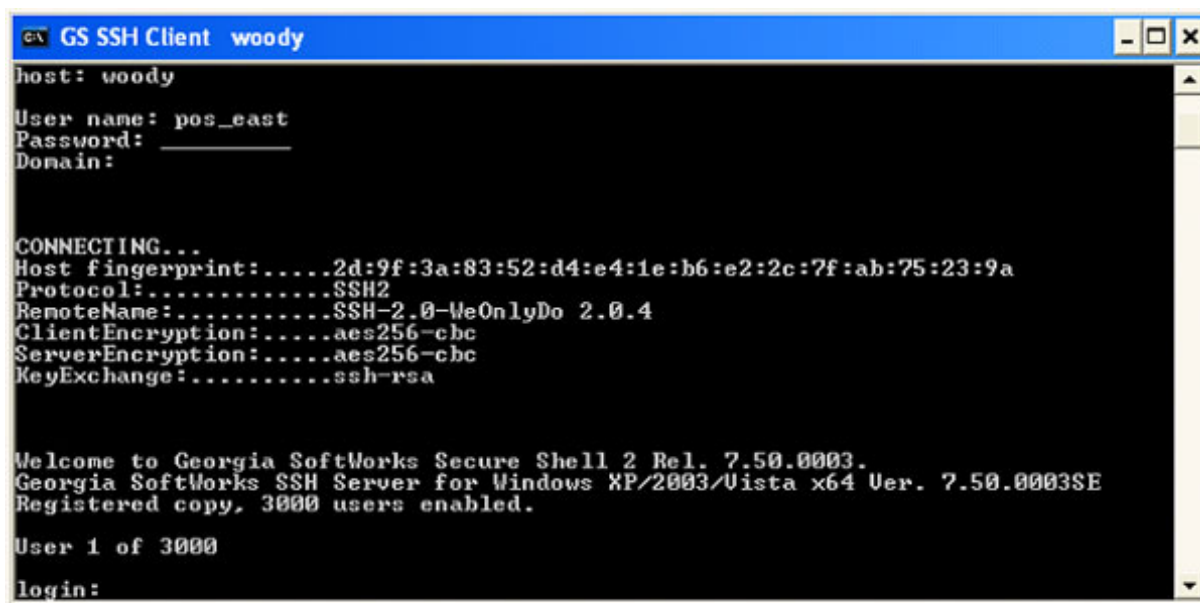 GS SSH Client woody
host: woody
User name: pos_east
Password: __________
Domain:
CONNECTING...
Host fingerprint:.....2d:9f:3a:83:52:d4:e4:1e:b6:e2:2c:7f:ab:75:23:9a
Protocol:.............SSH2
RemoteName:...........SSH-2.0-WeOnlyDo 2.0.4
ClientEncryption:.....aes256-cbc
ServerEncryption:.....aes256-cbc
KeyExchange:..........ssh-rsa
Welcome to Georgia SoftWorks Secure Shell 2 Rel. 7.50.0003.
Georgia SoftWorks SSH Server for Windows XP/2003/Vista x64 Ver. 7.50.0003SE
Registered copy, 3000 users enabled.
User 1 of 3000
login: